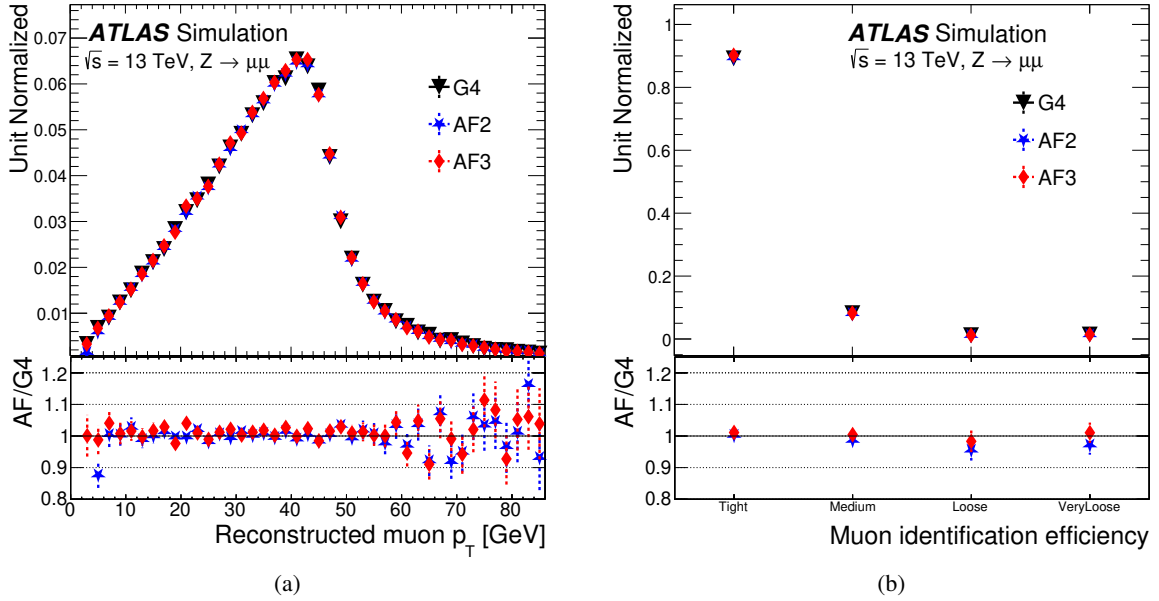 ATLAS Simulation
√s = 13 TeV, Z → μμ
G4
AF2
AF3
Unit Normalized
0.07
0.06
0.05
0.04
0.03
0.02
0.01
AF/G4
1.2
1.1
1
0.9
0.8
0 10 20 30 40 50 60 70 80
Reconstructed muon p_T [GeV]
(a)
ATLAS Simulation
√s = 13 TeV, Z → μμ
G4
AF2
AF3
Unit Normalized
1
0.8
0.6
0.4
0.2
0
AF/G4
1.2
1.1
1
0.9
0.8
Tight Medium Loose VeryLoose
Muon identification efficiency
(b)